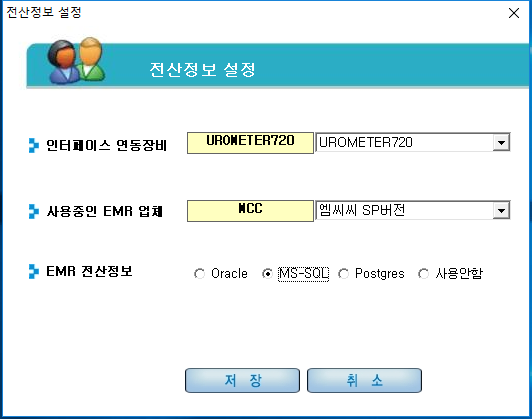 전산정보 설정
전산정보 설정
인터페이스 연동장비 UROMETER720 UROMETER720
사용중인 EMR 업체 MCC 엠씨씨 SP버전
EMR 전산정보 Oracle MS-SQL Postgres 사용안함
저 장 취 소